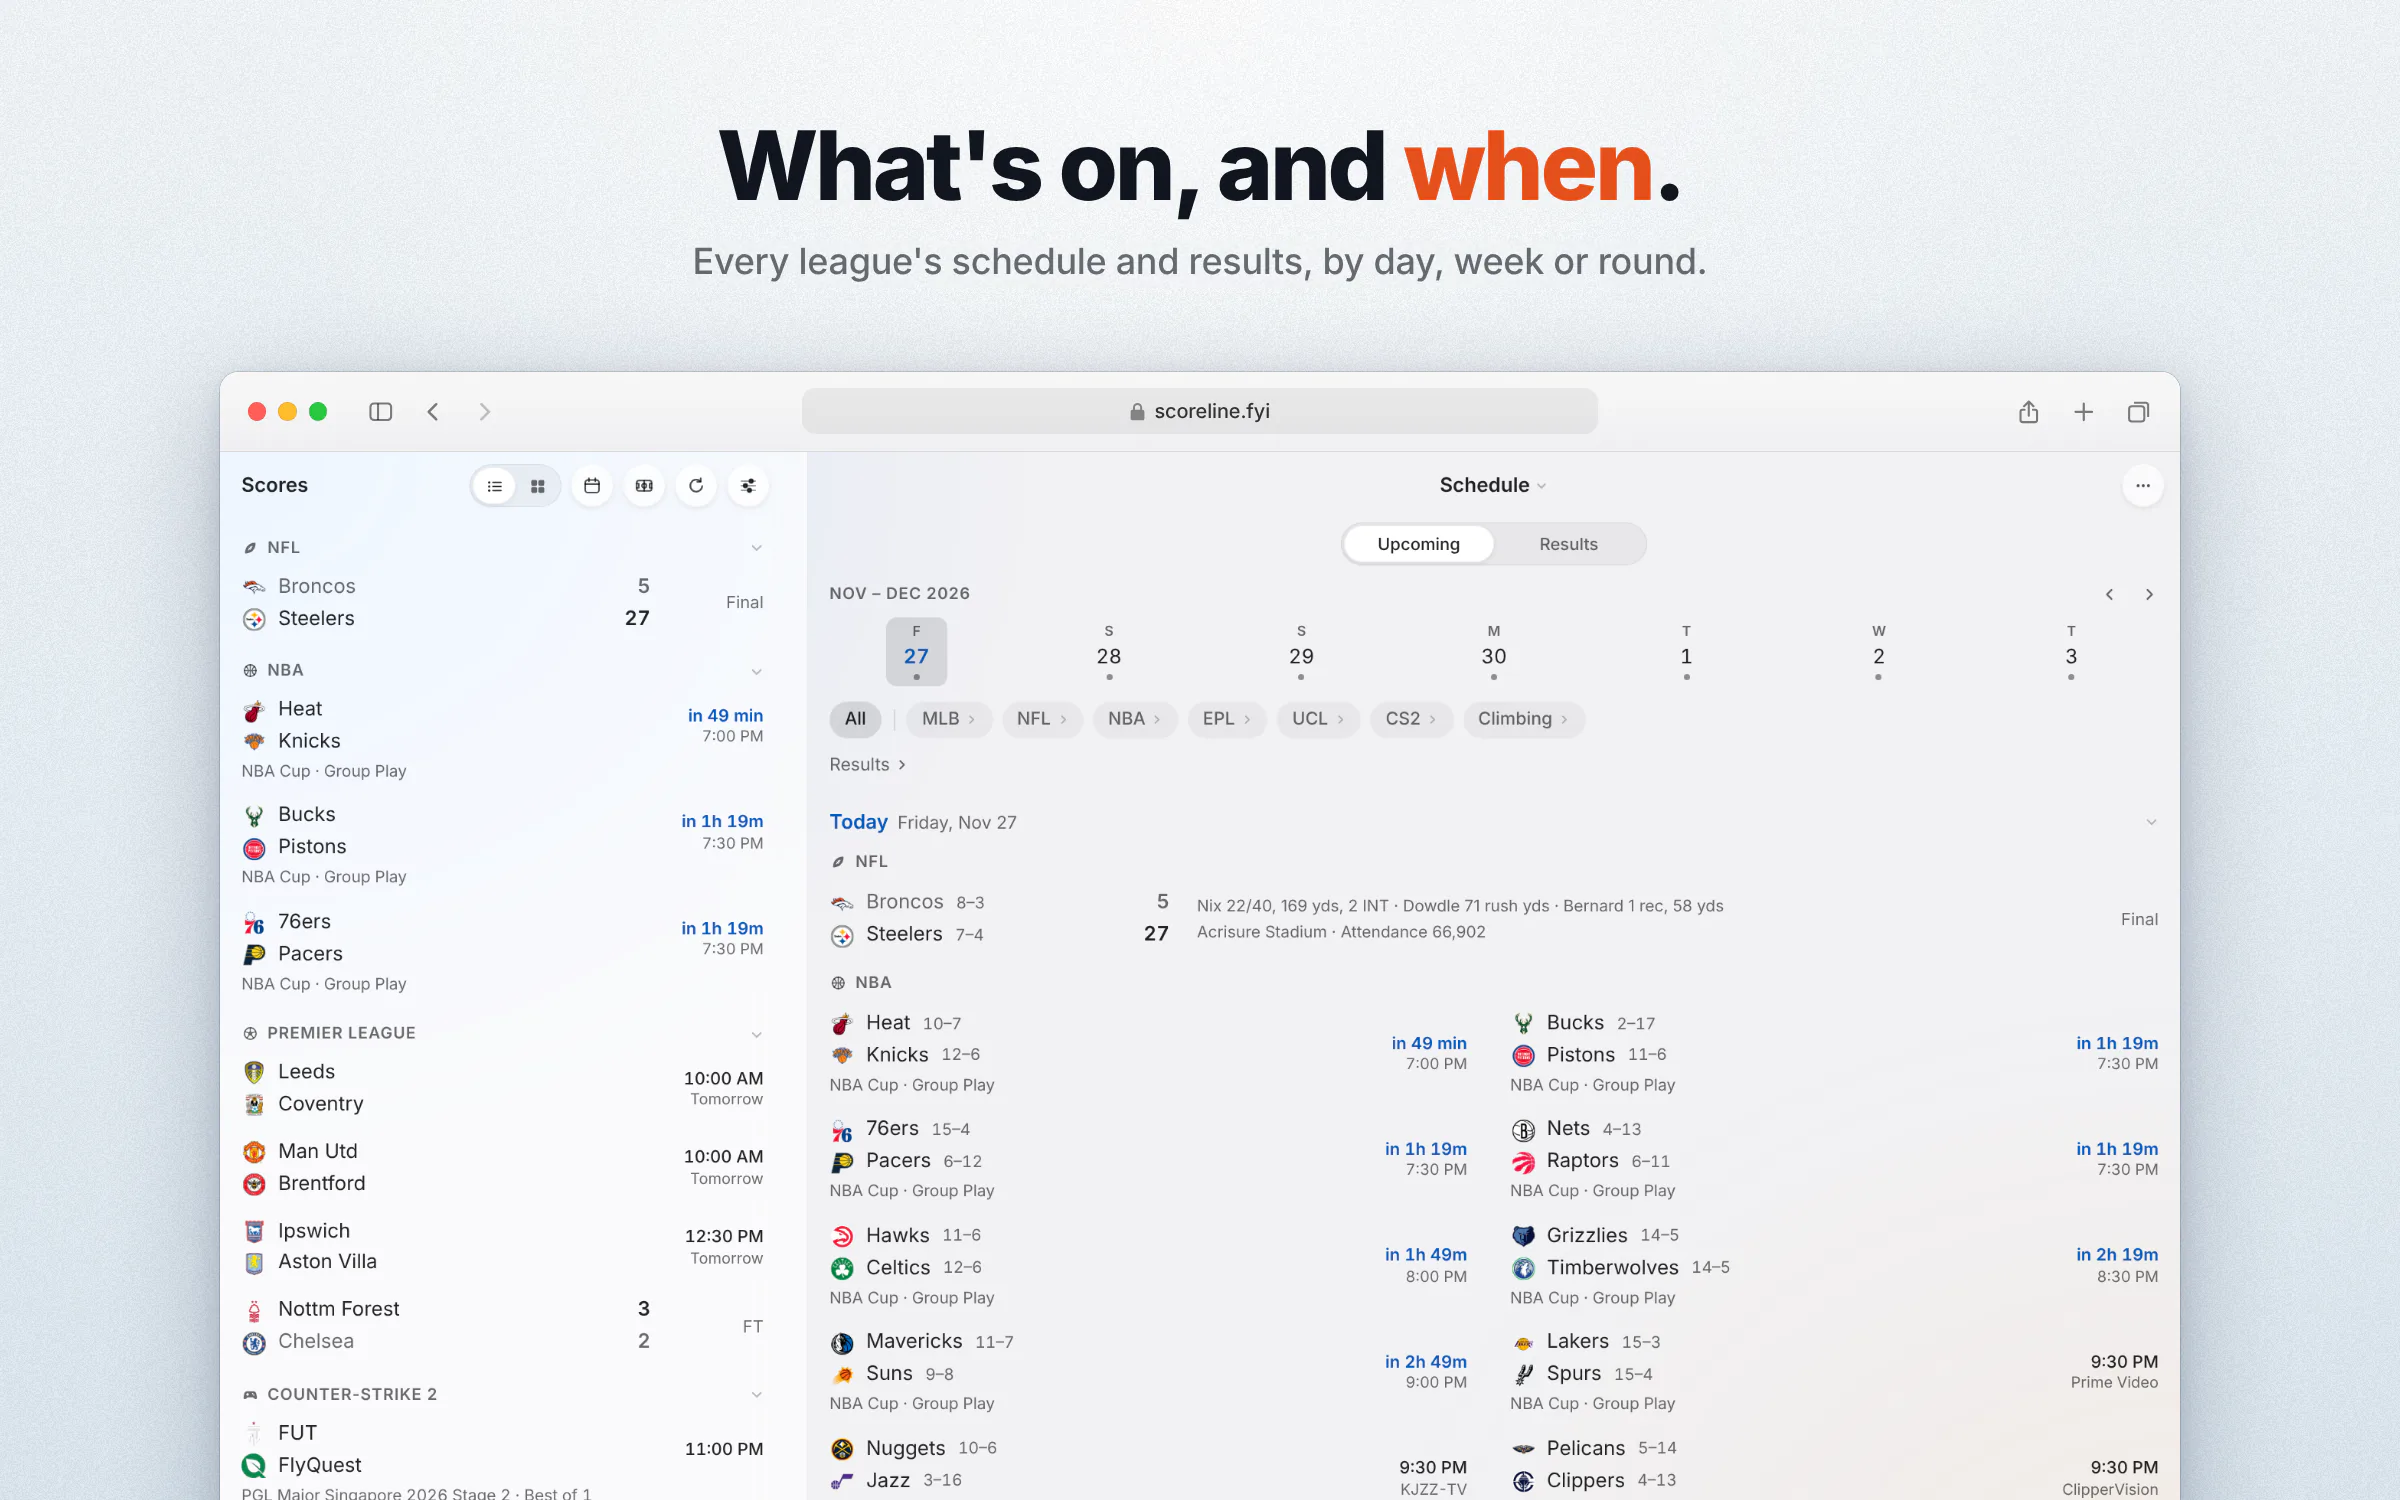 What's on, and when.
Every league's schedule and results, by day, week or round.
scoreline.fyi
Scores
NFL
Broncos 5
Steelers 27
Final
NBA
Heat
Knicks
in 49 min
7:00 PM
NBA Cup · Group Play
Bucks
Pistons
in 1h 19m
7:30 PM
NBA Cup · Group Play
76ers
Pacers
in 1h 19m
7:30 PM
NBA Cup · Group Play
PREMIER LEAGUE
Leeds
Coventry
10:00 AM
Tomorrow
Man Utd
Brentford
10:00 AM
Tomorrow
Ipswich
Aston Villa
12:30 PM
Tomorrow
Nottm Forest 3
Chelsea 2
FT
COUNTER-STRIKE 2
FUT
FlyQuest
11:00 PM
PGL Major Singapore 2026 Stage 2 · Best of 1
Schedule
Upcoming Results
NOV – DEC 2026
F S S M T W T
27 28 29 30 1 2 3
All MLB NFL NBA EPL UCL CS2 Climbing
Results
Today Friday, Nov 27
NFL
Broncos 8–3 5
Steelers 7–4 27
Nix 22/40, 169 yds, 2 INT · Dowdle 71 rush yds · Bernard 1 rec, 58 yds
Acrisure Stadium · Attendance 66,902
Final
NBA
Heat 10–7
Knicks 12–6
in 49 min
7:00 PM
NBA Cup · Group Play
Bucks 2–17
Pistons 11–6
in 1h 19m
7:30 PM
NBA Cup · Group Play
76ers 15–4
Pacers 6–12
in 1h 19m
7:30 PM
NBA Cup · Group Play
Nets 4–13
Raptors 6–11
in 1h 19m
7:30 PM
NBA Cup · Group Play
Hawks 11–6
Celtics 12–6
in 1h 49m
8:00 PM
NBA Cup · Group Play
Grizzlies 14–5
Timberwolves 14–5
in 2h 19m
8:30 PM
NBA Cup · Group Play
Mavericks 11–7
Suns 9–8
in 2h 49m
9:00 PM
NBA Cup · Group Play
Lakers 15–3
Spurs 15–4
9:30 PM
Prime Video
NBA Cup · Group Play
Nuggets 10–6
Jazz 3–16
9:30 PM
KJZZ-TV
Pelicans 5–14
Clippers 4–13
9:30 PM
ClipperVision